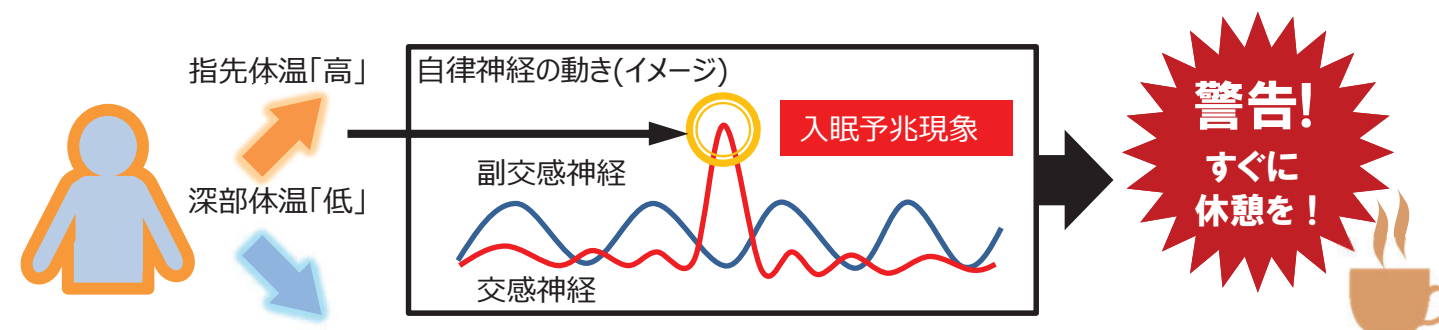 指先体温「高」
深部体温「低」
自律神経の動き(イメージ)
入眠予兆現象
副交感神経
交感神経
警告!
すぐに
休憩を！